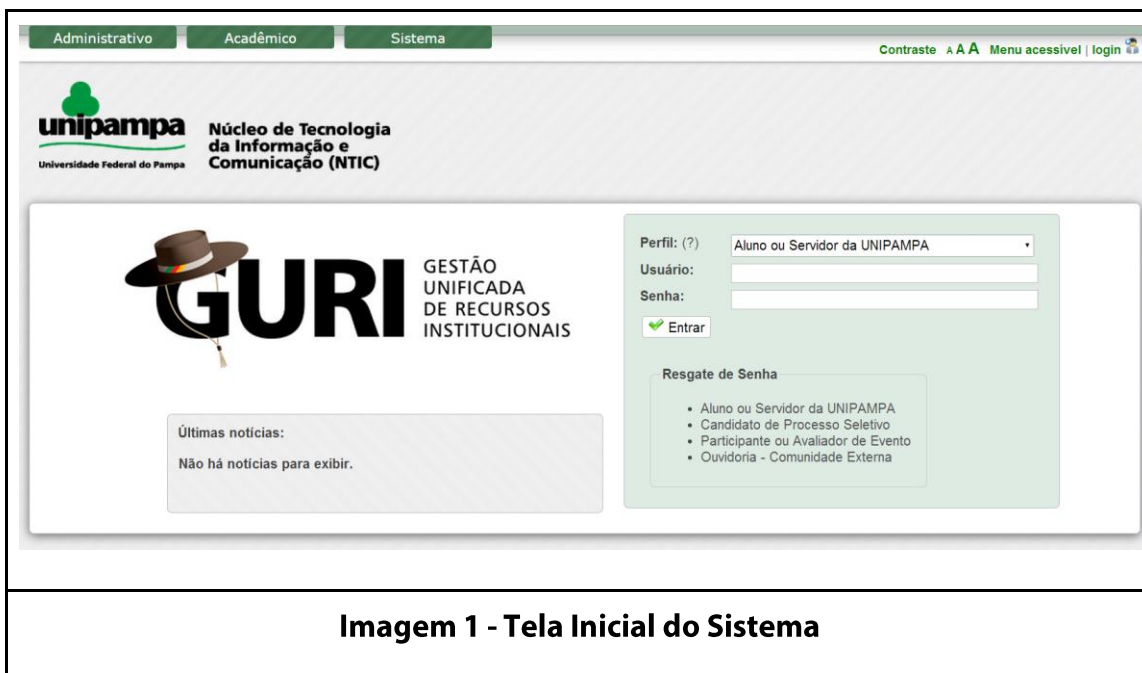 Administrativo Acadêmico Sistema
Contraste A A A Menu acessível | login
unipampa
Universidade Federal do Pampa
Núcleo de Tecnologia
da Informação e
Comunicação (NTIC)
GURI
GESTÃO
UNIFICADA
DE RECURSOS
INSTITUCIONAIS
Últimas notícias:
Não há notícias para exibir.
Perfil: (?) Aluno ou Servidor da UNIPAMPA
Usuário:
Senha:
Entrar
Resgate de Senha
• Aluno ou Servidor da UNIPAMPA
• Candidato de Processo Seletivo
• Participante ou Avaliador de Evento
• Ouvidoria - Comunidade Externa
Imagem 1 - Tela Inicial do Sistema